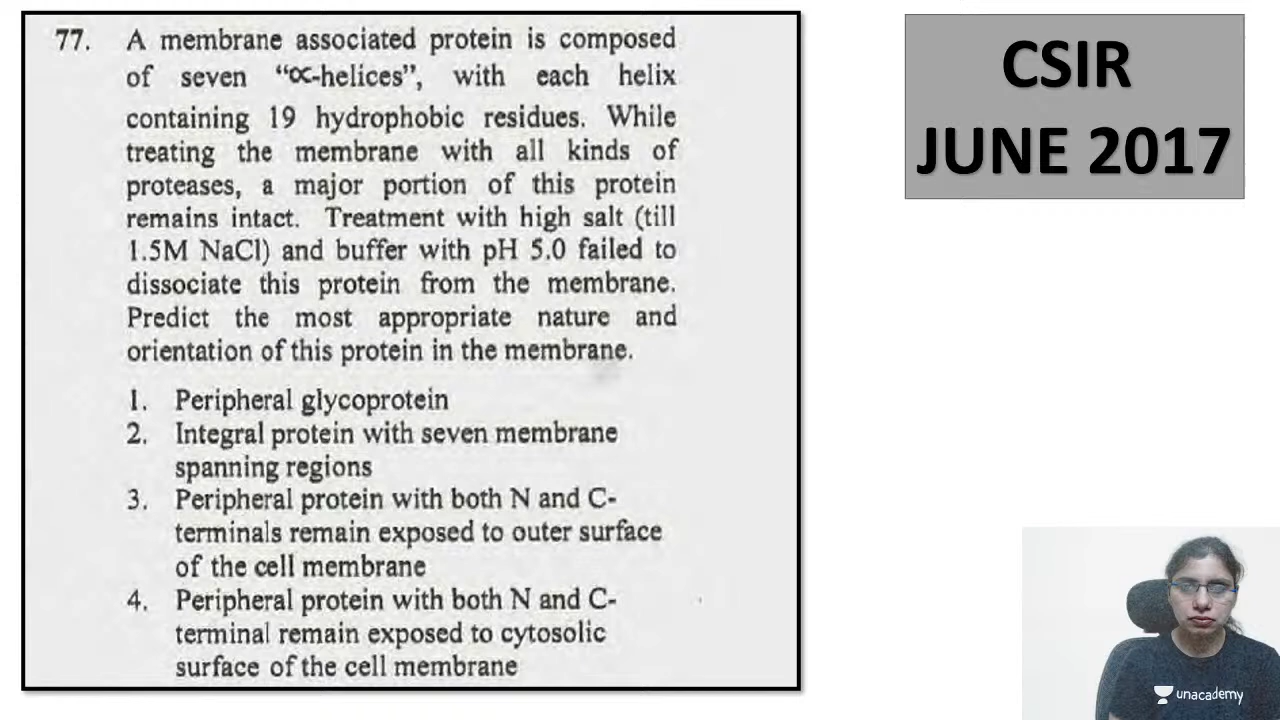 77. A membrane associated protein is composed
of seven “∝-helices”, with each helix
containing 19 hydrophobic residues. While
treating the membrane with all kinds of
proteases, a major portion of this protein
remains intact. Treatment with high salt (till
1.5M NaCl) and buffer with pH 5.0 failed to
dissociate this protein from the membrane.
Predict the most appropriate nature and
orientation of this protein in the membrane.
1. Peripheral glycoprotein
2. Integral protein with seven membrane
spanning regions
3. Peripheral protein with both N and C-
terminals remain exposed to outer surface
of the cell membrane
4. Peripheral protein with both N and C-
terminal remain exposed to cytosolic
surface of the cell membrane
CSIR
JUNE 2017
unacademy